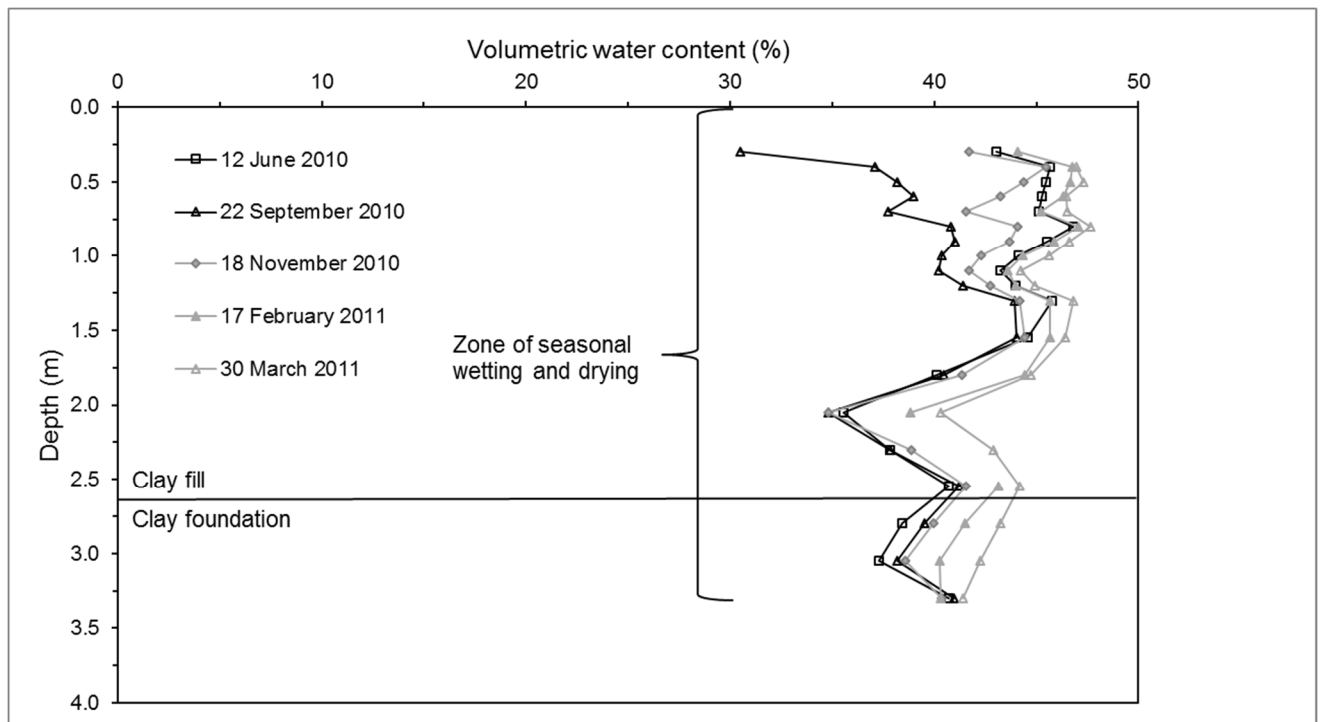 Volumetric water content (%)
0 10 20 30 40 50
0.0
12 June 2010
0.5
22 September 2010
1.0
18 November 2010
17 February 2011
1.5
30 March 2011
Zone of seasonal
wetting and drying
Depth (m)
2.0
2.5
Clay fill
Clay foundation
3.0
3.5
4.0